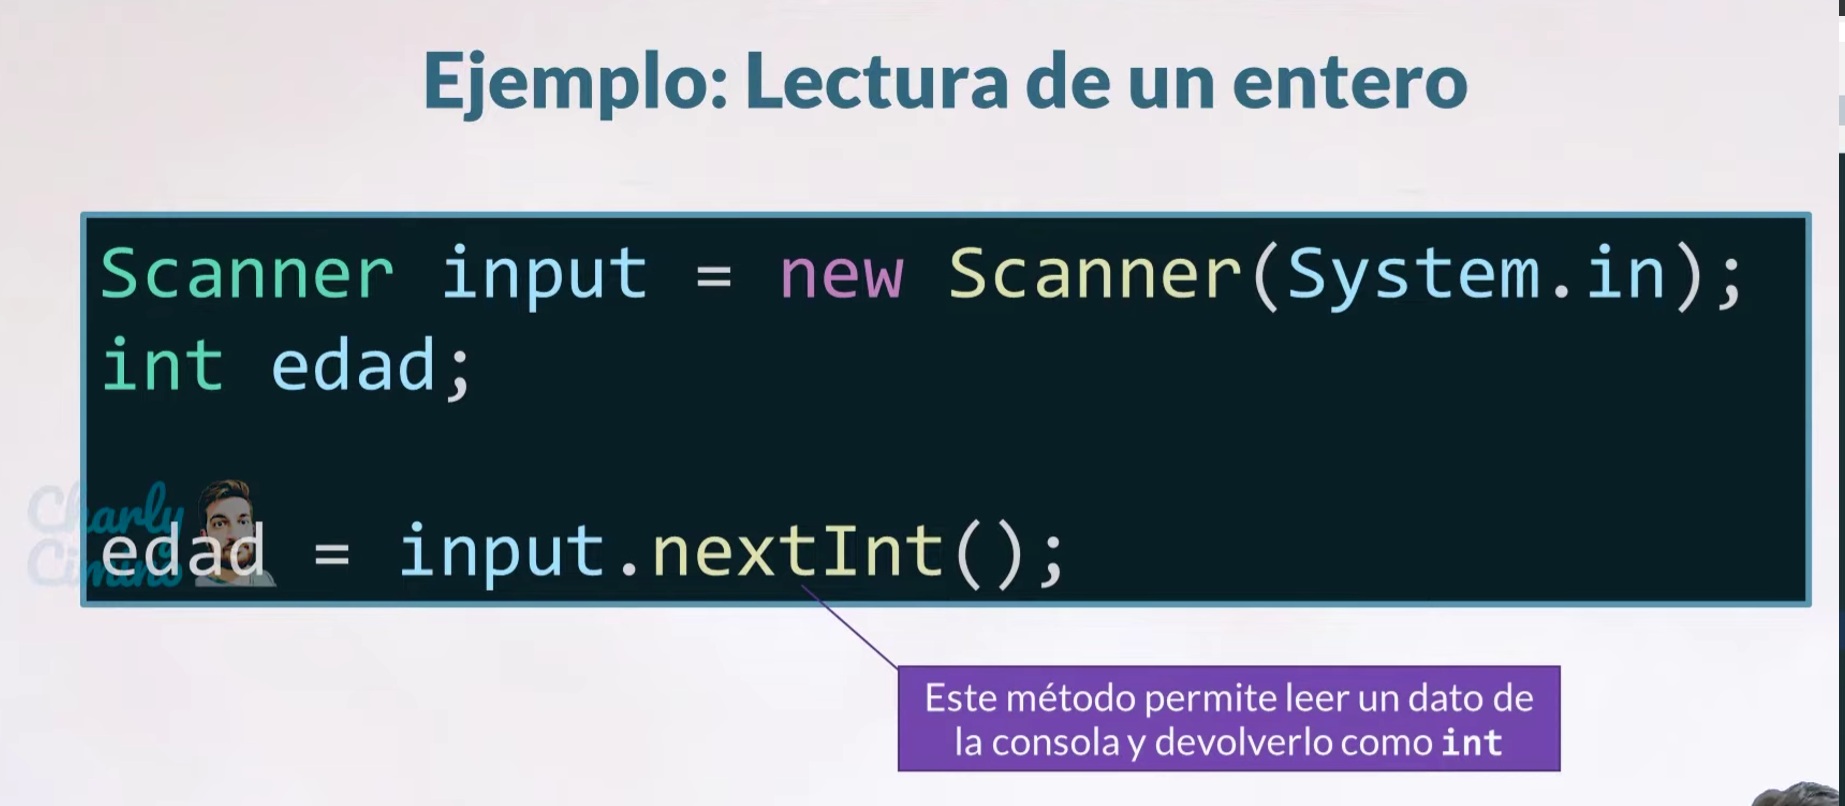 Ejemplo: Lectura de un entero
Scanner input = new Scanner(System.in);
int edad;
Charly
Cimino
edad = input.nextInt();
Este método permite leer un dato de
la consola y devolverlo como int